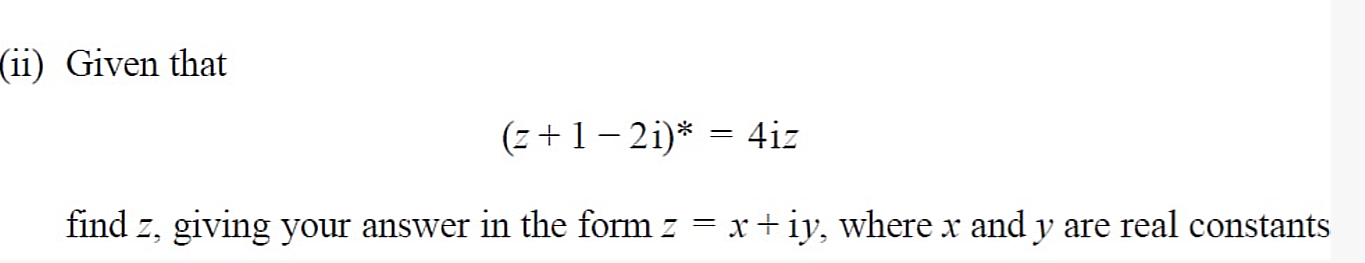 (ii) Given that
(z + 1 − 2i)* = 4iz
find z, giving your answer in the form z = x + iy, where x and y are real constants